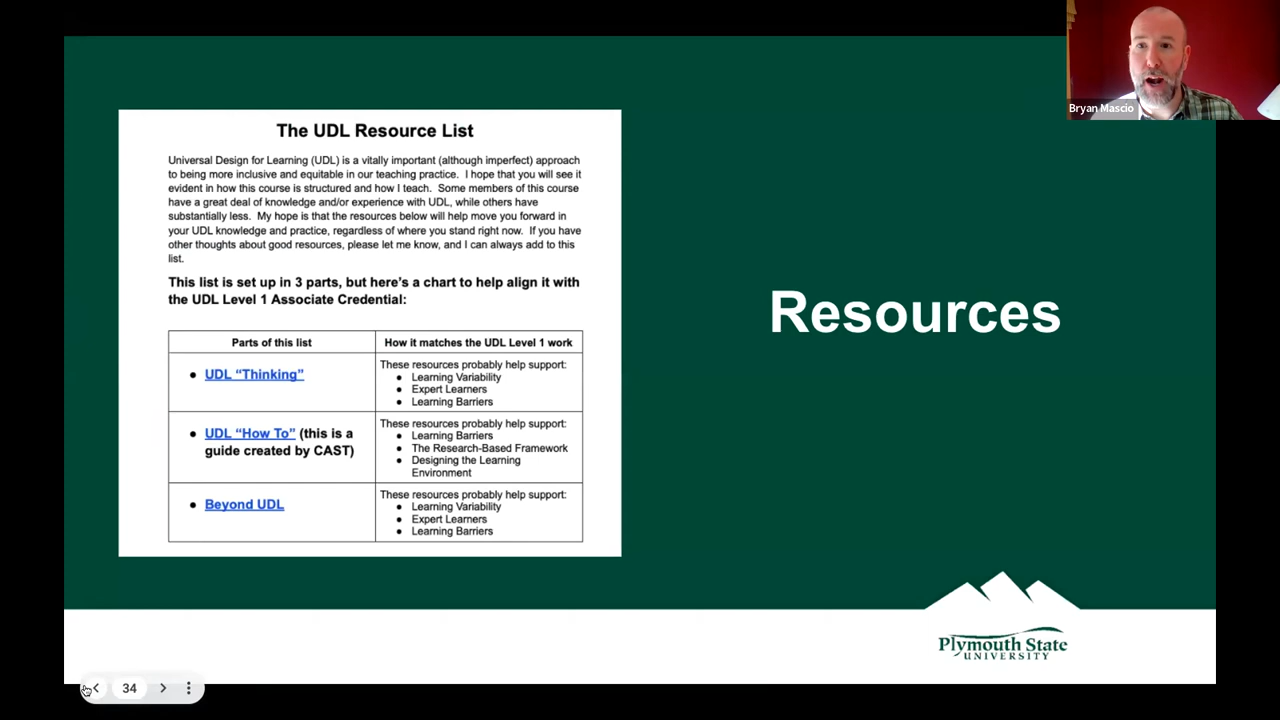 Bryan Mascio
The UDL Resource List
Universal Design for Learning (UDL) is a vitally important (although imperfect) approach
to being more inclusive and equitable in our teaching practice.  I hope that you will see it
evident in how this course is structured and how I teach.  Some members of this course
have a great deal of knowledge and/or experience with UDL, while others have
substantially less.  My hope is that the resources below will help move you forward in
your UDL knowledge and practice, regardless of where you stand right now.  If you have
other thoughts about good resources, please let me know, and I can always add to this
list.
This list is set up in 3 parts, but here's a chart to help align it with
the UDL Level 1 Associate Credential:
Parts of this list
How it matches the UDL Level 1 work
● UDL “Thinking”
These resources probably help support:
● Learning Variability
● Expert Learners
● Learning Barriers
● UDL “How To” (this is a
guide created by CAST)
These resources probably help support:
● Learning Barriers
● The Research-Based Framework
● Designing the Learning
Environment
● Beyond UDL
These resources probably help support:
● Learning Variability
● Expert Learners
● Learning Barriers
Resources
Plymouth State
UNIVERSITY
34